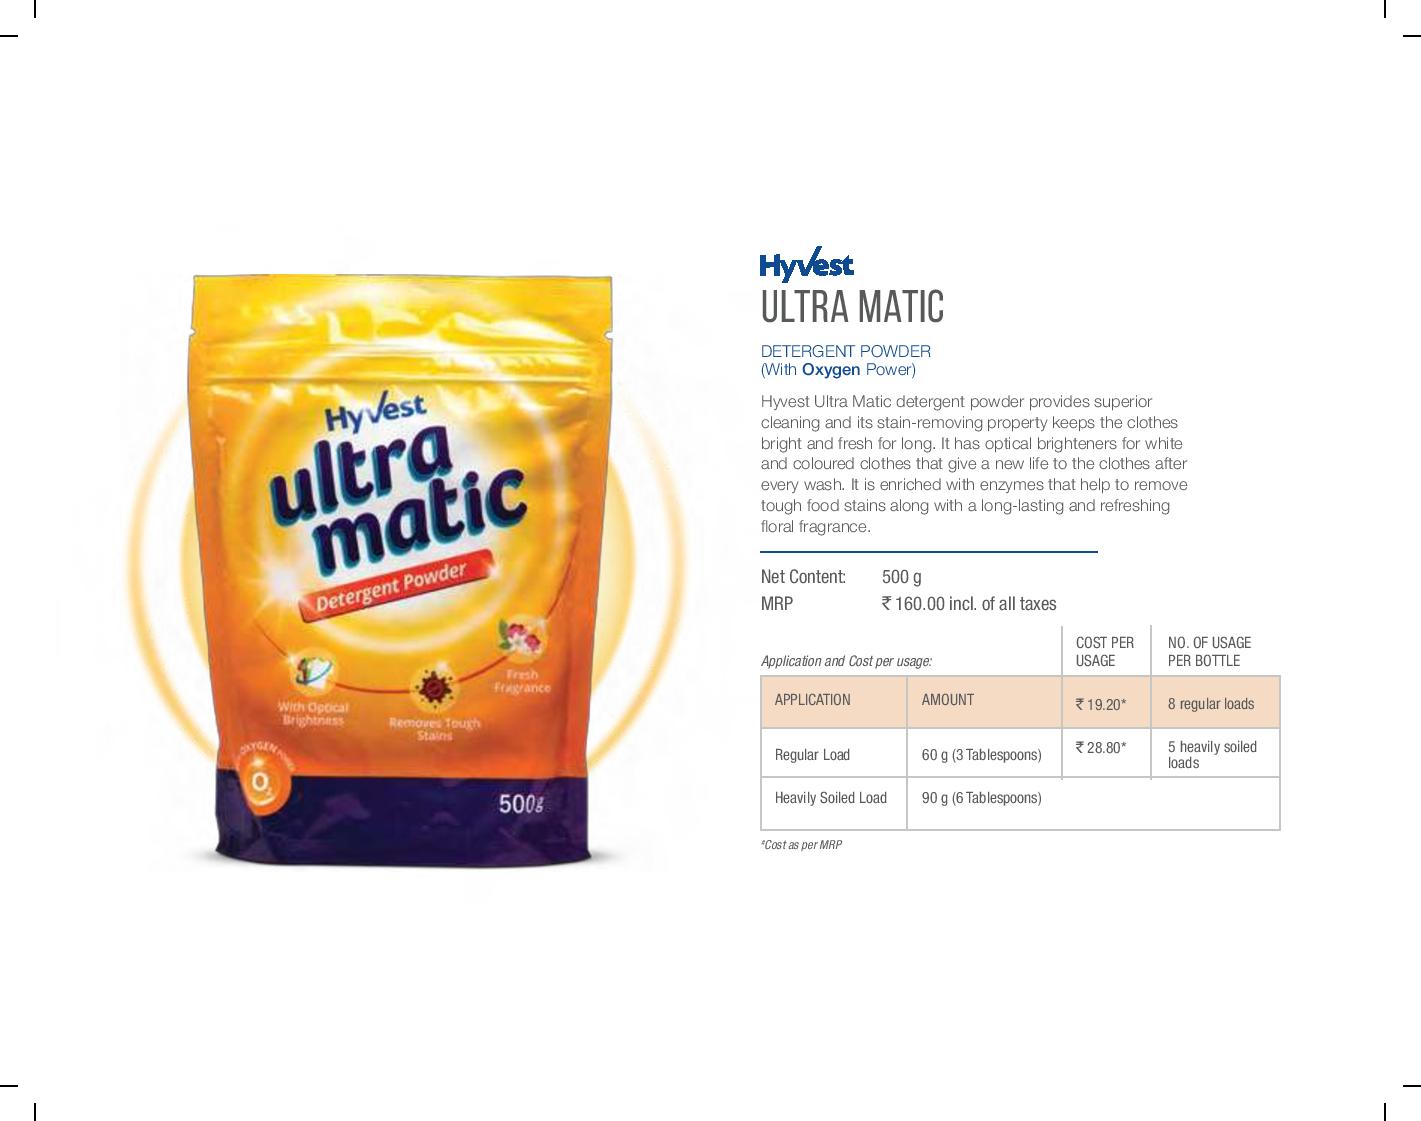 Hyvest
ultra
matic
Detergent Powder
Fresh
Fragrance
With Optical
Brightness
Removes Tough
Stains
OXYGEN POWER
O2
500g
Hyvest
ULTRA MATIC
DETERGENT POWDER
(With Oxygen Power)
Hyvest Ultra Matic detergent powder provides superior
cleaning and its stain-removing property keeps the clothes
bright and fresh for long. It has optical brighteners for white
and coloured clothes that give a new life to the clothes after
every wash. It is enriched with enzymes that help to remove
tough food stains along with a long-lasting and refreshing
floral fragrance.
Net Content: 500 g
MRP ₹ 160.00 incl. of all taxes
Application and Cost per usage:
COST PER
USAGE
NO. OF USAGE
PER BOTTLE
APPLICATION AMOUNT ₹ 19.20* 8 regular loads
Regular Load 60 g (3 Tablespoons) ₹ 28.80* 5 heavily soiled
loads
Heavily Soiled Load 90 g (6 Tablespoons)
*Cost as per MRP